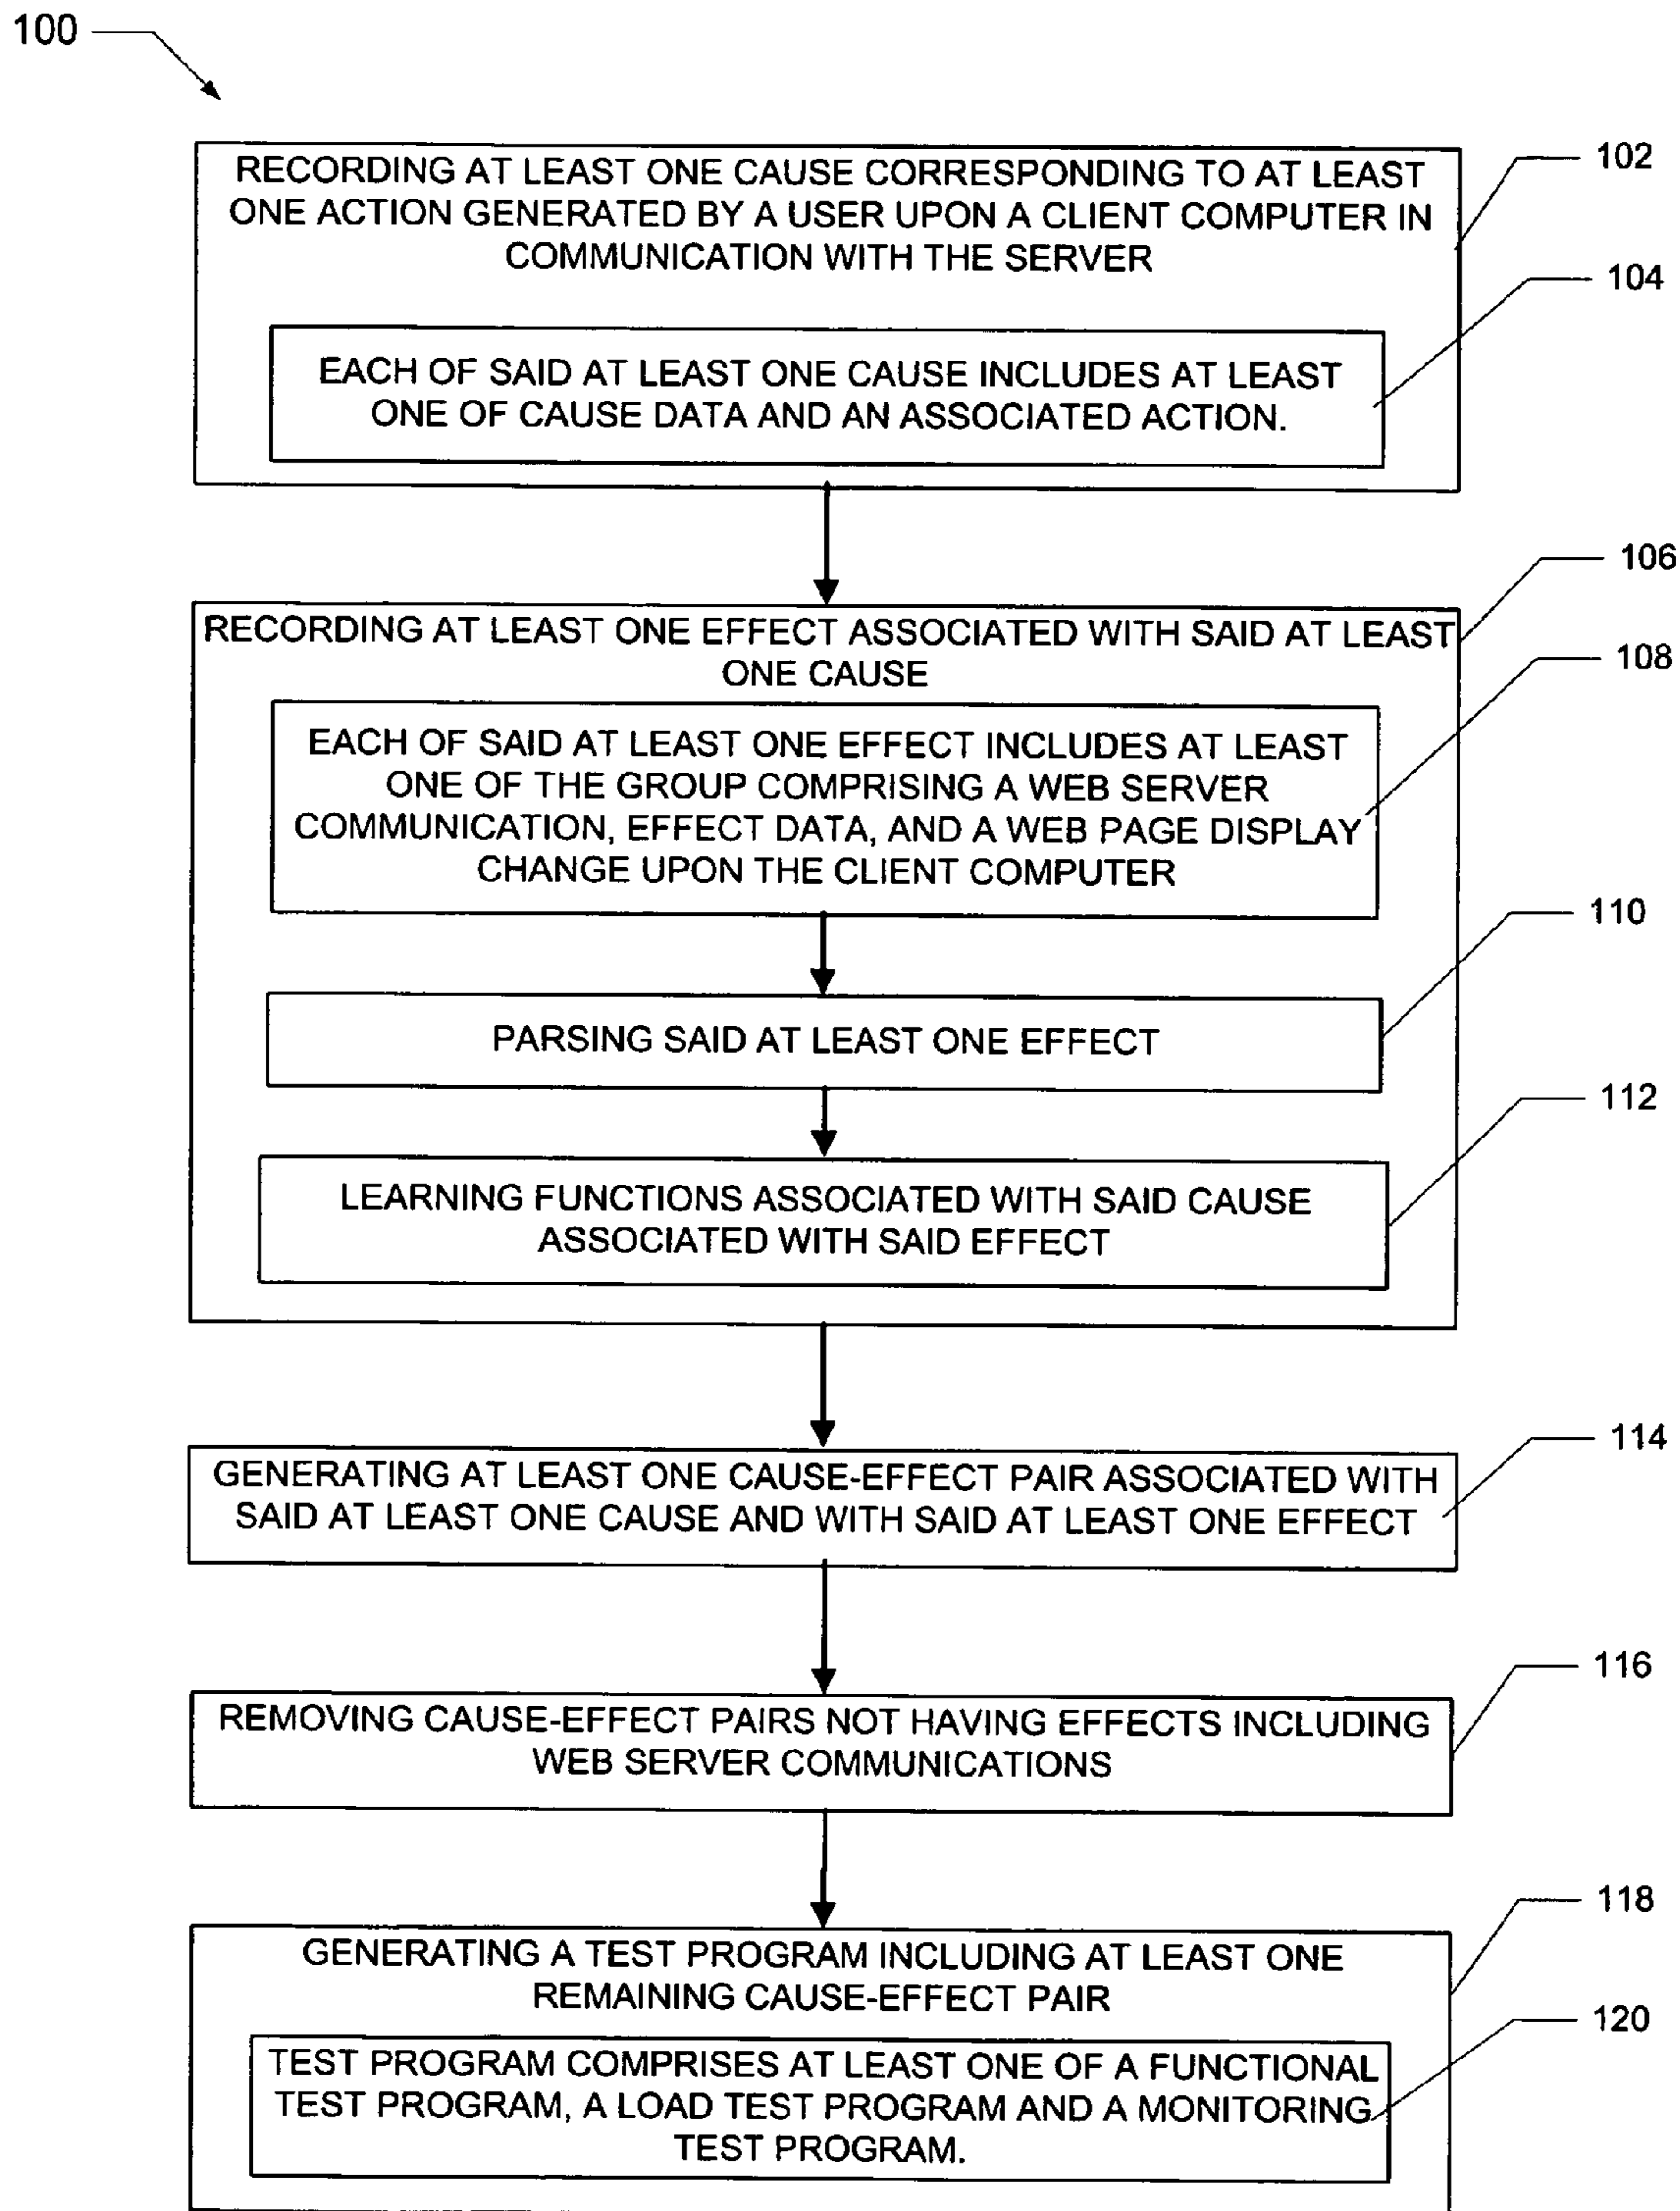 100
RECORDING AT LEAST ONE CAUSE CORRESPONDING TO AT LEAST
ONE ACTION GENERATED BY A USER UPON A CLIENT COMPUTER IN
COMMUNICATION WITH THE SERVER
102
104
EACH OF SAID AT LEAST ONE CAUSE INCLUDES AT LEAST
ONE OF CAUSE DATA AND AN ASSOCIATED ACTION.
106
RECORDING AT LEAST ONE EFFECT ASSOCIATED WITH SAID AT LEAST
ONE CAUSE
108
EACH OF SAID AT LEAST ONE EFFECT INCLUDES AT LEAST
ONE OF THE GROUP COMPRISING A WEB SERVER
COMMUNICATION, EFFECT DATA, AND A WEB PAGE DISPLAY
CHANGE UPON THE CLIENT COMPUTER
110
PARSING SAID AT LEAST ONE EFFECT
112
LEARNING FUNCTIONS ASSOCIATED WITH SAID CAUSE
ASSOCIATED WITH SAID EFFECT
114
GENERATING AT LEAST ONE CAUSE-EFFECT PAIR ASSOCIATED WITH
SAID AT LEAST ONE CAUSE AND WITH SAID AT LEAST ONE EFFECT
116
REMOVING CAUSE-EFFECT PAIRS NOT HAVING EFFECTS INCLUDING
WEB SERVER COMMUNICATIONS
118
GENERATING A TEST PROGRAM INCLUDING AT LEAST ONE
REMAINING CAUSE-EFFECT PAIR
120
TEST PROGRAM COMPRISES AT LEAST ONE OF A FUNCTIONAL
TEST PROGRAM, A LOAD TEST PROGRAM AND A MONITORING
TEST PROGRAM.